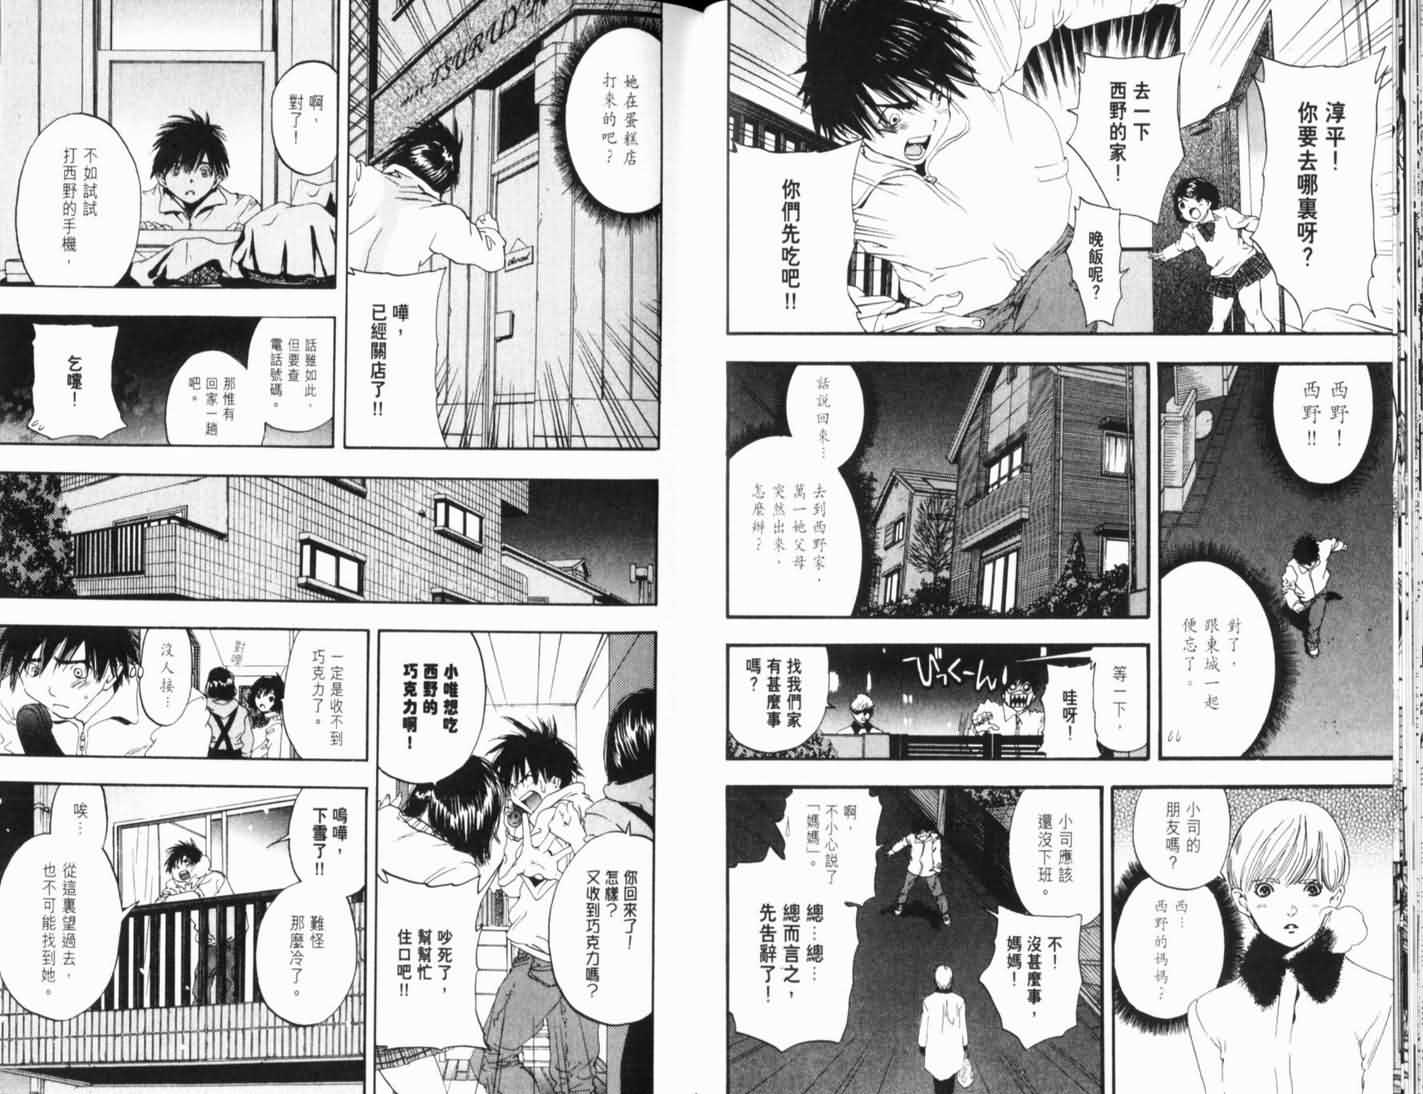 淳平！
你要去哪裏呀？
去一下
西野的家！
晚飯呢？
你們先吃吧!!
西野！
西野!!
對了，
跟東城一起
便忘了。
話說回來…
去到西野家，
萬一她父母
突然出來，
怎麼辦？
等一下，
哇呀！
びっくーん
找我們家
有甚麼事
嗎？
小司的
朋友嗎？
西…
西野的媽媽…
小司應該
還沒下班。
不！
沒甚麼事，
媽媽！
啊，
不小心說了
「媽媽」。
總…總…
總而言之，
先告辭了！
她在蛋糕店
打來的吧？
TSURUYA
closed
嘩，
已經關店了!!
啊，
對了！
不如試試
打西野的手機，
話雖如此，
但要查
電話號碼。
那惟有
回家一趟
吧。
乞嚏！
小唯想吃
西野的
巧克力啊！
你回來了！
怎樣？
又收到巧克力嗎？
吵死了，
幫幫忙
住口吧!!
一定是收不到
巧克力了。
對哩
沒人接…
嗚嘩，
下雪了!!
難怪
那麼冷了。
唉…
從這裏望過去，
也不可能找到她。